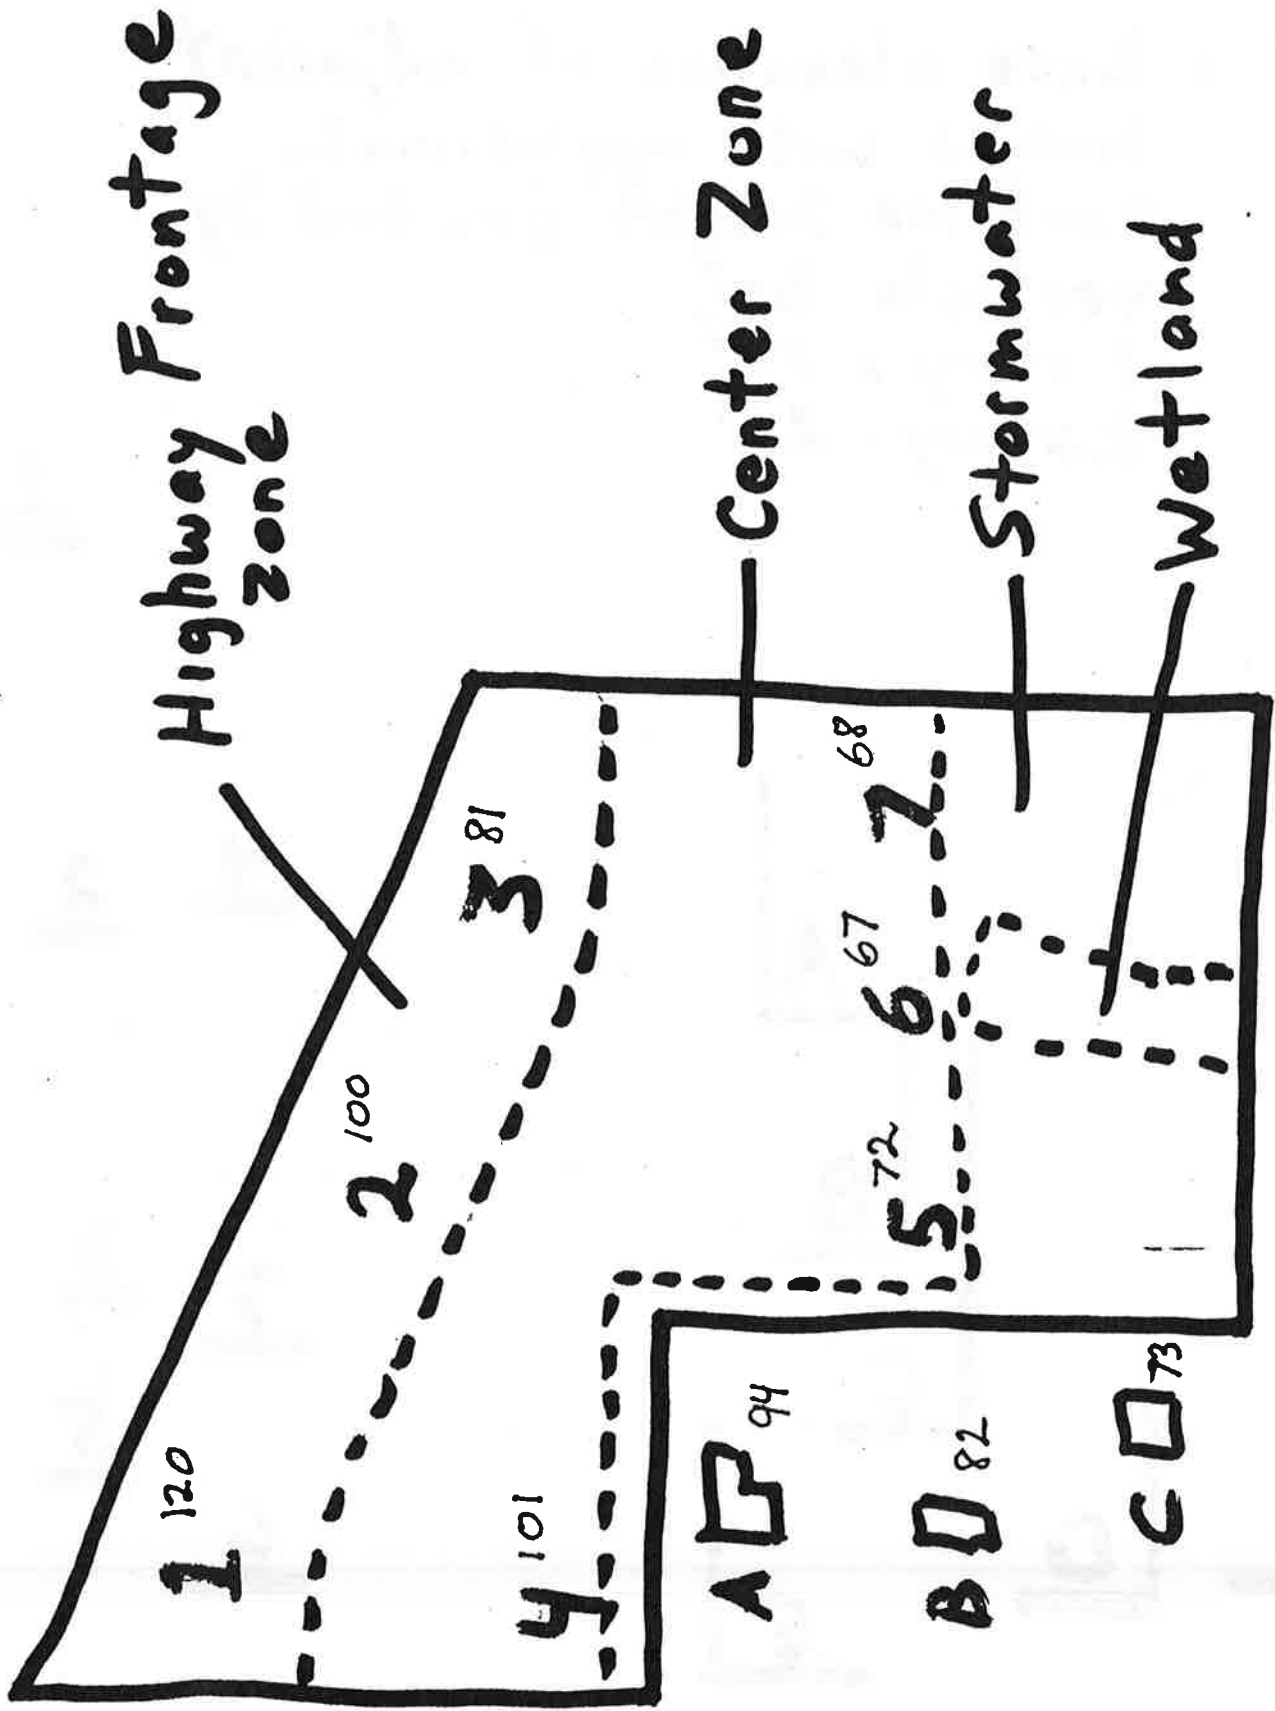 Highway Frontage
1 120
zone
2 100
3 81
4 101
Center Zone
A 94
5 72
6 67
7 68
B 82
Stormwater
C 73
Wetland